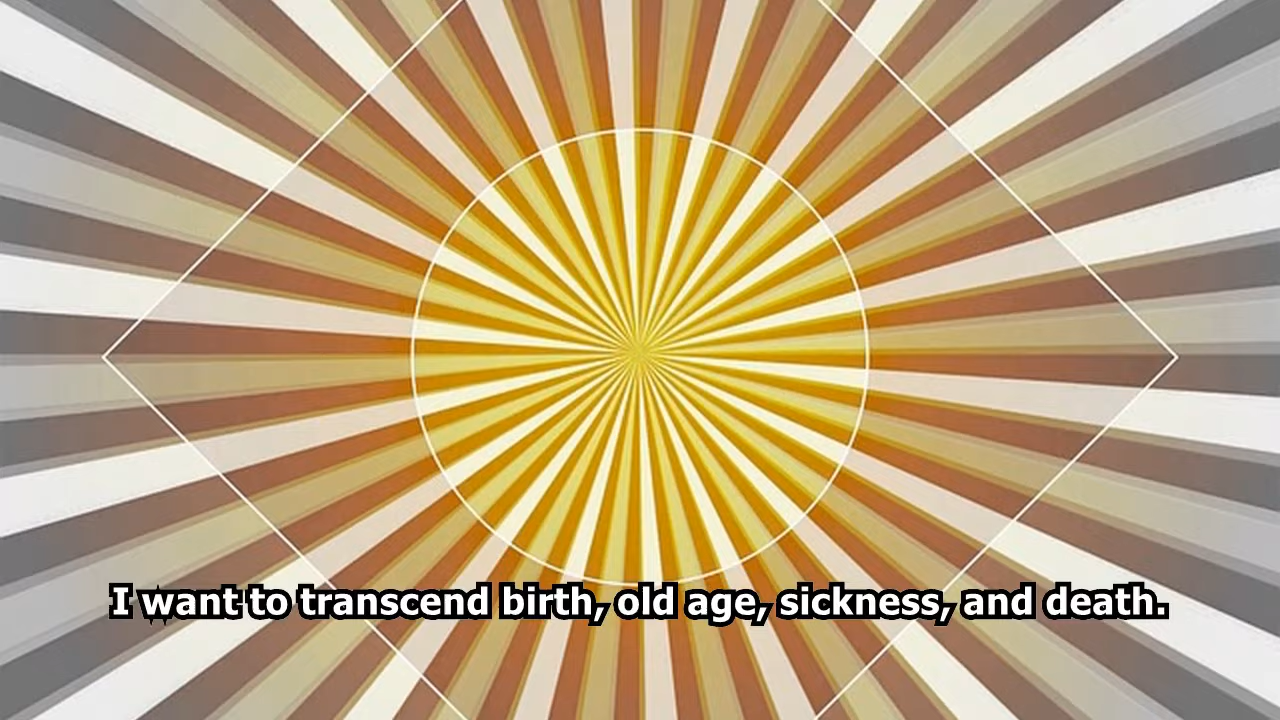 I want to transcend birth, old age, sickness, and death.